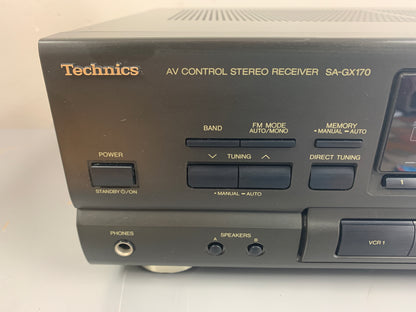 Technics
AV CONTROL STEREO RECEIVER SA-GX170
BAND
FM MODE
AUTO/MONO
MEMORY
• MANUAL – AUTO
POWER
TUNING
DIRECT TUNING
STANDBY ⏻/ON
• MANUAL – AUTO
1
PHONES
SPEAKERS
A B
VCR 1